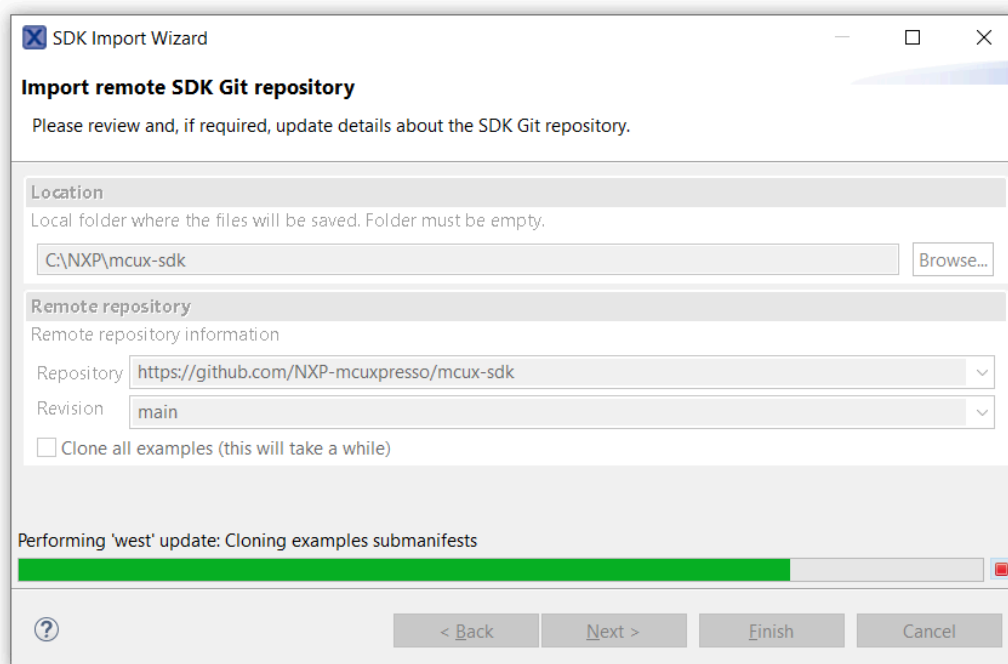 SDK Import Wizard
Import remote SDK Git repository
Please review and, if required, update details about the SDK Git repository.
Location
Local folder where the files will be saved. Folder must be empty.
C:\NXP\mcux-sdk
Browse...
Remote repository
Remote repository information
Repository https://github.com/NXP-mcuxpresso/mcux-sdk
Revision main
Clone all examples (this will take a while)
Performing 'west' update: Cloning examples submanifests
< Back Next > Finish Cancel